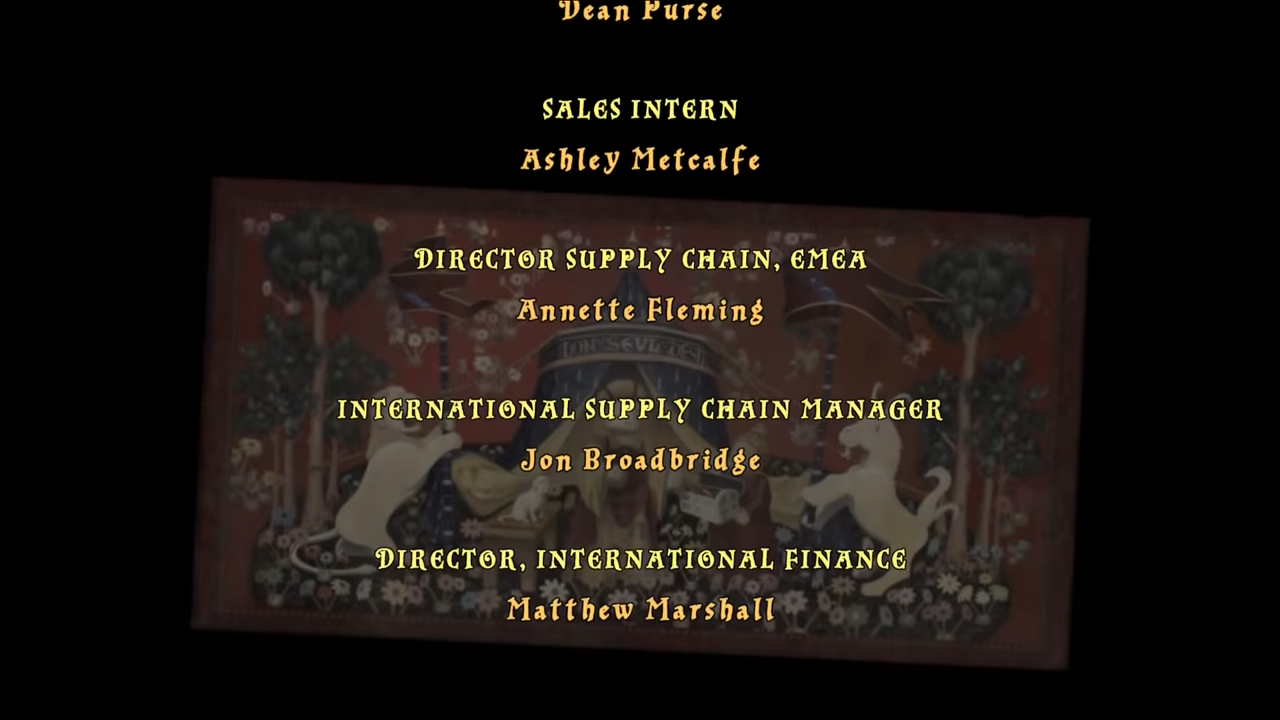 Dean Purse
SALES INTERN
Ashley Metcalfe
DIRECTOR SUPPLY CHAIN, EMEA
Annette Fleming
INTERNATIONAL SUPPLY CHAIN MANAGER
Jon Broadbridge
DIRECTOR, INTERNATIONAL FINANCE
Matthew Marshall